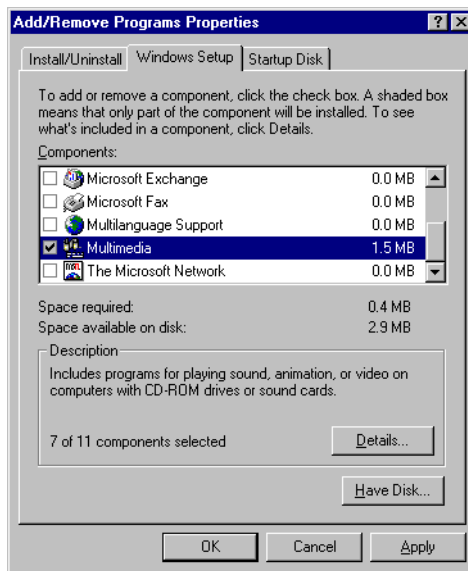 Add/Remove Programs Properties
Install/Uninstall Windows Setup Startup Disk
To add or remove a component, click the check box. A shaded box
means that only part of the component will be installed. To see
what's included in a component, click Details.
Components:
Microsoft Exchange 0.0 MB
Microsoft Fax 0.0 MB
Multilanguage Support 0.0 MB
Multimedia 1.5 MB
The Microsoft Network 0.0 MB
Space required: 0.4 MB
Space available on disk: 2.9 MB
Description
Includes programs for playing sound, animation, or video on
computers with CD-ROM drives or sound cards.
7 of 11 components selected Details...
Have Disk...
OK Cancel Apply